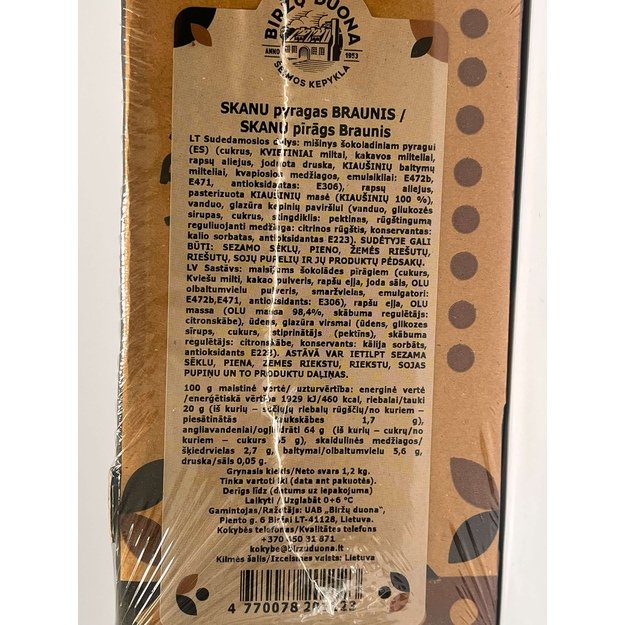 BIRŽŲ DUONA
ANNO 1953
ŠEIMOS KEPYKLA
SKANU pyragas BRAUNIS /
SKANU pīrāgs Braunis
LT Sudedamosios dalys: mišinys šokoladiniam pyragui
(ES) (cukrus, KVIETINIAI miltai, kakavos milteliai,
rapsų aliejus, joduota druska, KIAUŠINIŲ baltymų
milteliai, kvapiosios medžiagos, emulsikliai: E472b,
E471, antioksidantas: E306), rapsų aliejus,
pasterizuota KIAUŠINIŲ masė (KIAUŠINIŲ 100 %),
vanduo, glazūra kepinių paviršiui (vanduo, gliukozės
sirupas, cukrus, stingdiklis: pektinas, rūgštingumą
reguliuojanti medžiaga: citrinos rūgštis, konservantas:
kalio sorbatas, antioksidantas E223). SUDĖTYJE GALI
BŪTI: SEZAMO SĖKLŲ, PIENO, ŽEMĖS RIEŠUTŲ,
RIEŠUTŲ, SOJŲ PUPELIŲ IR JŲ PRODUKTŲ PĖDSAKŲ.
LV Sastāvs: maisījums šokolādes pīrāgiem (cukurs,
Kviešu milti, kakao pulveris, rapšu eļļa, joda sāls, OLU
olbaltumvielu pulveris, smaržvielas, emulgatori:
E472b,E471, antioksidants: E306), rapšu eļļa, OLU
massa (OLU massa 98,4%, skābuma regulētājs:
citronskābe), ūdens, glazūra virsmai (ūdens, glikozes
sīrups, cukurs, stiprinātājs (pektīns), skābuma
regulētājs: citronskābe, konservants: kālija sorbāts,
antioksidants E223). ASTĀVĀ VAR IETILPT SEZAMA
SĒKLU, PIENA, ZEMES RIEKSTU, RIEKSTU, SOJAS
PUPIŅU UN TO PRODUKTU DALIŅAS.
100 g maistinė vertė/ uzturvērtība: energinė vertė
/enerģētiskā vērtība 1929 kJ/460 kcal, riebalai/tauki
20 g (iš kurių – sočiųjų riebalų rūgščių/no kuriem –
piesātinātās taukskābes 1,7 g),
angliavandeniai/ogļhidrāti 64 g (iš kurių – cukrų/no
kuriem – cukurs g), skaidulinės medžiagos/
šķiedrvielas 2,7 g, baltymai/olbaltumvielu 5,6 g,
druska/sāls 0,05 g.
Grynasis kiekis/Neto svars 1,2 kg.
Tinka vartoti iki (data ant pakuotės).
Derīgs līdz (datums uz iepakojuma)
Laikyti / Uzglabāt 0÷6 °C
Gamintojas/Ražotājs: UAB „Biržų duona",
Piento g. 6 Biržai LT-41128, Lietuva.
Kokybės telefonas/Kvalitātes telefons
+370 450 31 871
kokybe@birzuduona.lt
Kilmės šalis/Izcelsmes valsts: Lietuva
4 770078